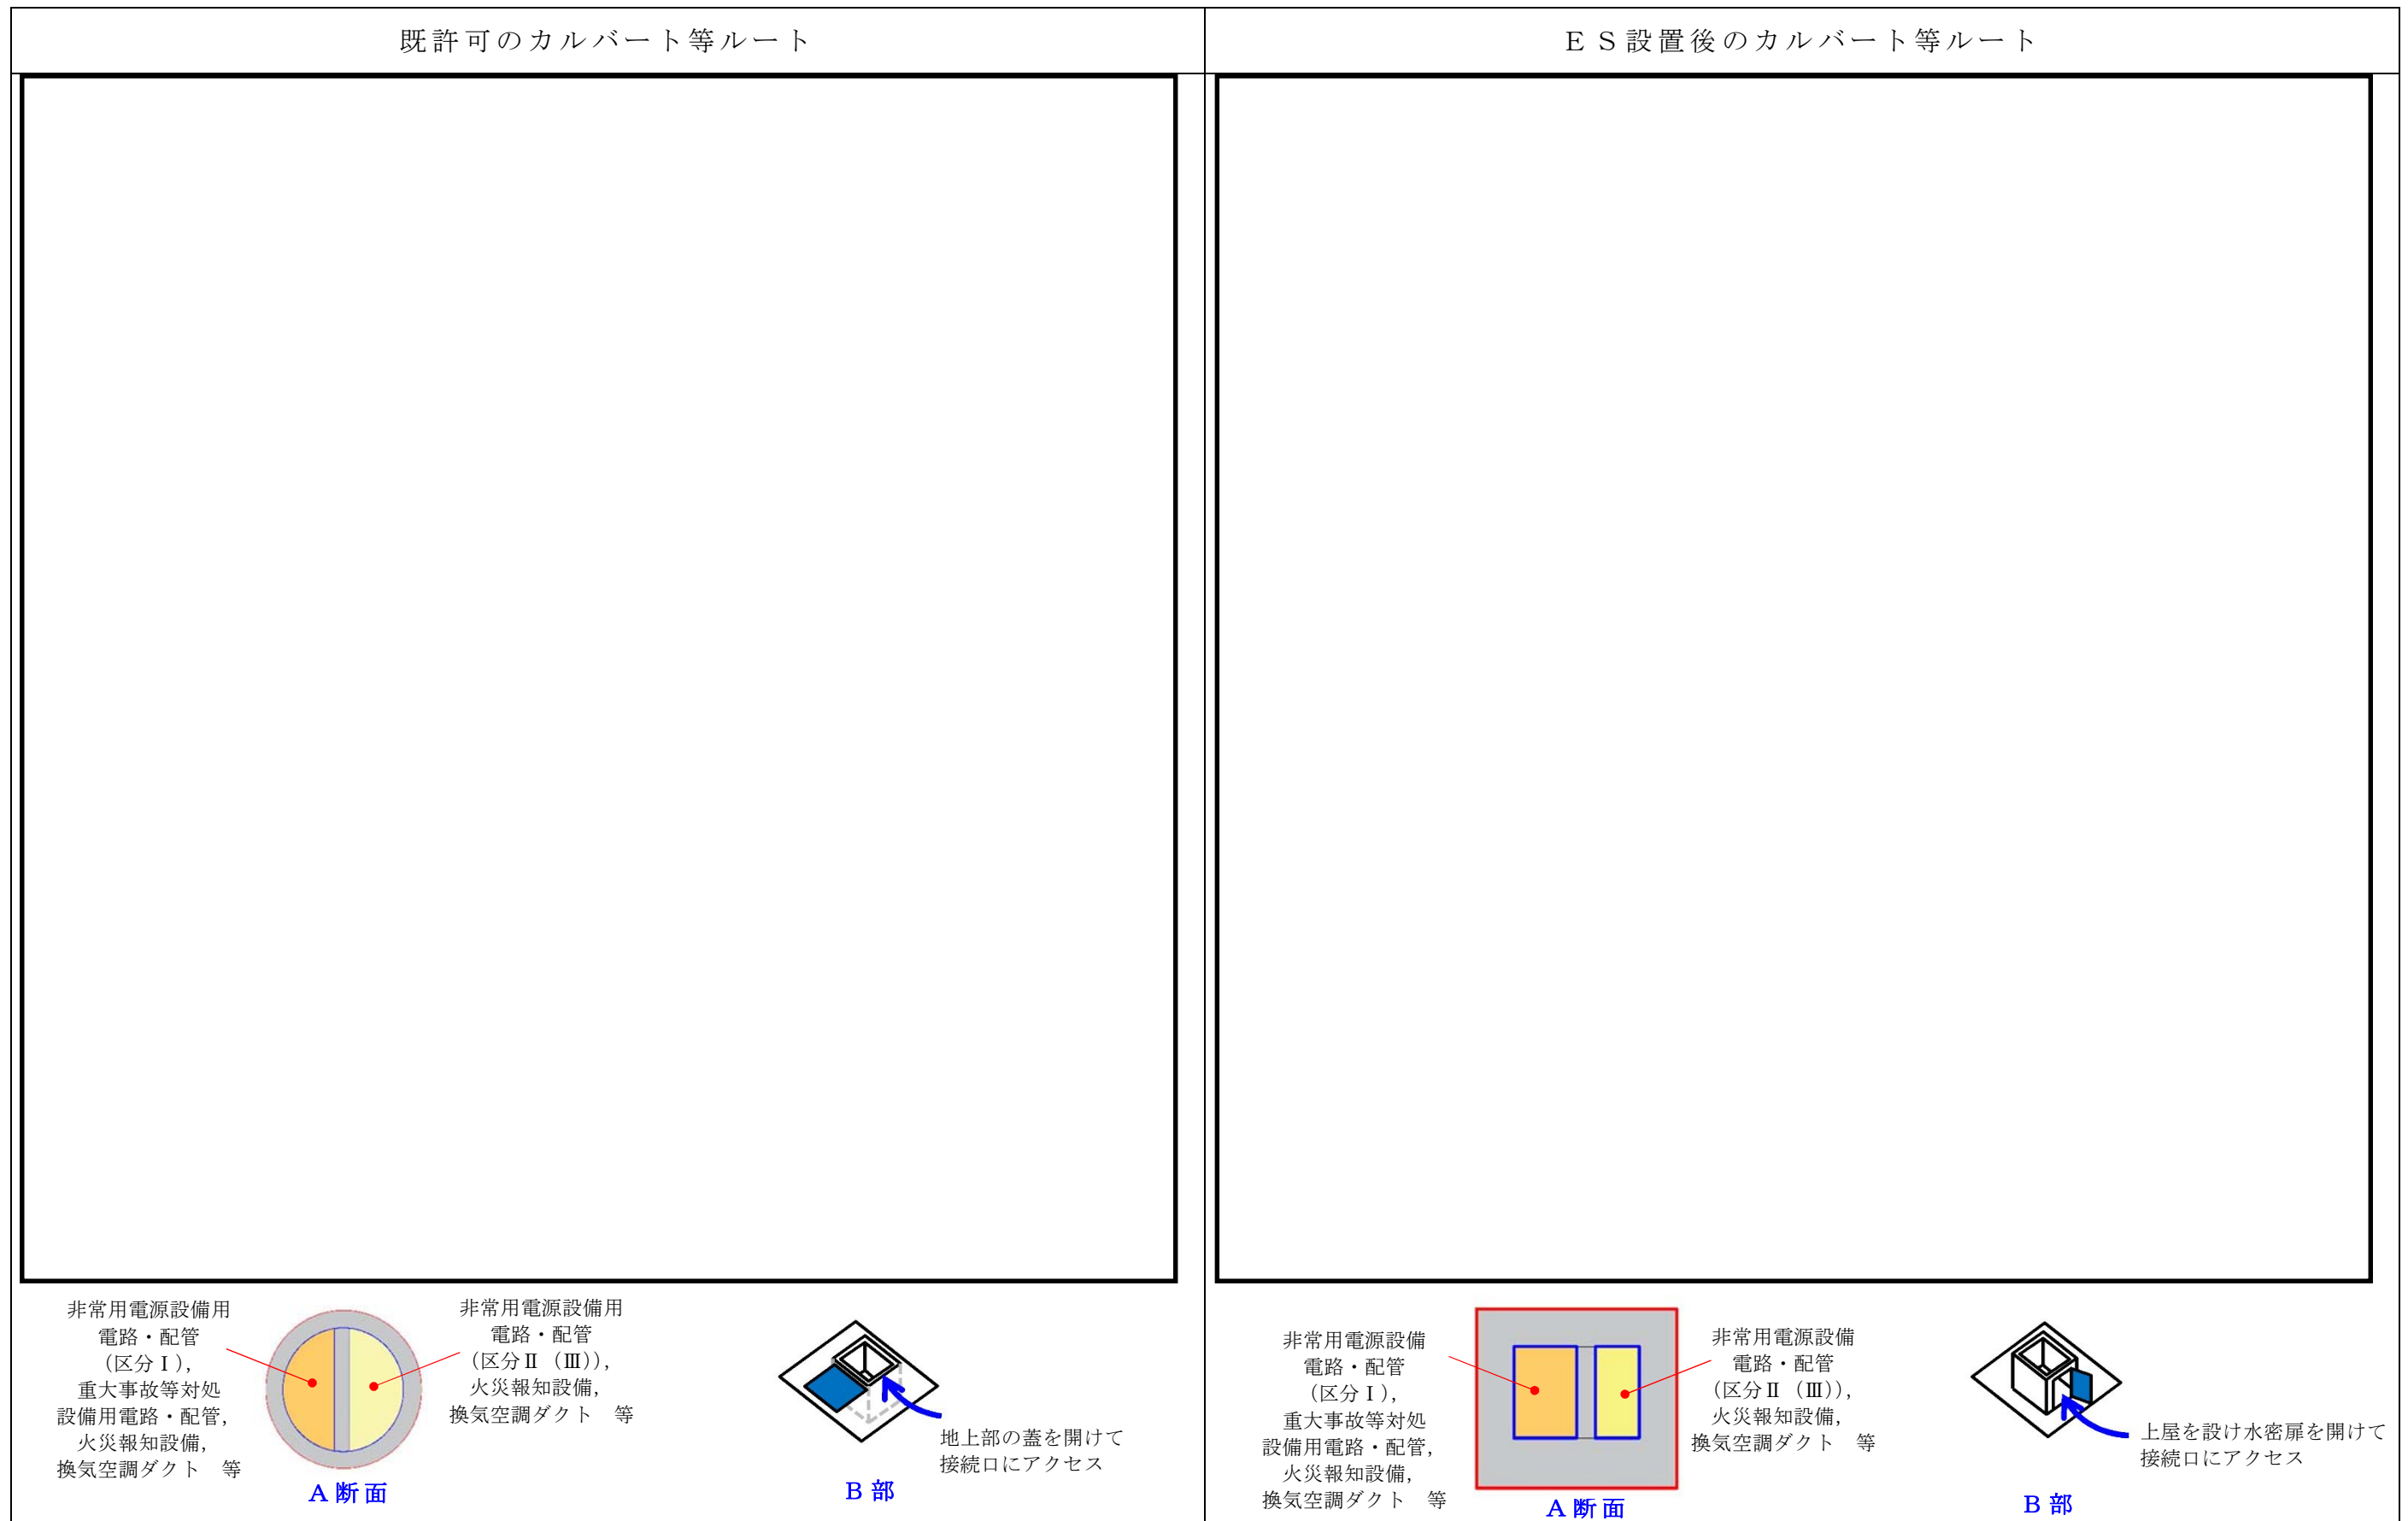 既許可のカルバート等ルート
ＥＳ設置後のカルバート等ルート
非常用電源設備用
電路・配管
（区分Ⅰ），
重大事故等対処
設備用電路・配管，
火災報知設備，
換気空調ダクト　等
A断面
非常用電源設備用
電路・配管
（区分Ⅱ（Ⅲ）），
火災報知設備，
換気空調ダクト　等
地上部の蓋を開けて
接続口にアクセス
B部
非常用電源設備
電路・配管
（区分Ⅰ），
重大事故等対処
設備用電路・配管，
火災報知設備，
換気空調ダクト　等
A断面
非常用電源設備
電路・配管
（区分Ⅱ（Ⅲ）），
火災報知設備，
換気空調ダクト　等
上屋を設け水密扉を開けて
接続口にアクセス
B部